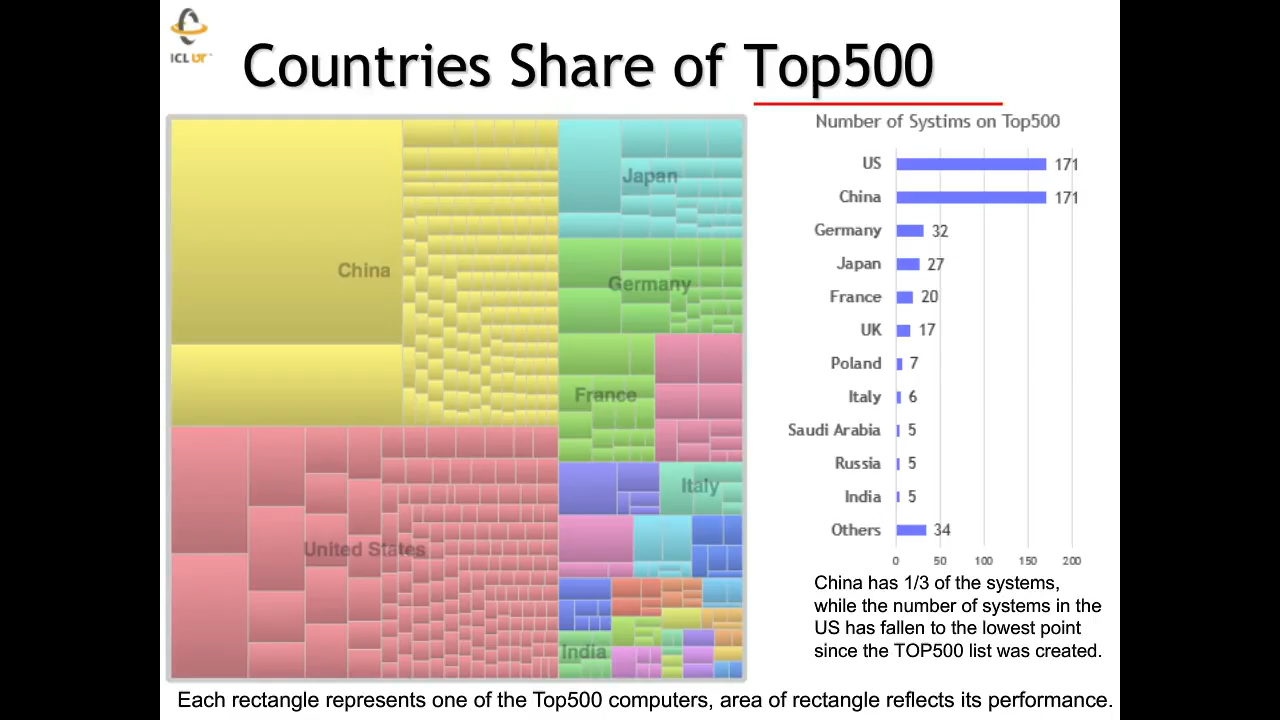 ICL UT
Countries Share of Top500
Number of Systims on Top500
China
United States
Japan
Germany
France
Italy
India
US 171
China 171
Germany 32
Japan 27
France 20
UK 17
Poland 7
Italy 6
Saudi Arabia 5
Russia 5
India 5
Others 34
0 50 100 150 200
China has 1/3 of the systems,
while the number of systems in the
US has fallen to the lowest point
since the TOP500 list was created.
Each rectangle represents one of the Top500 computers, area of rectangle reflects its performance.